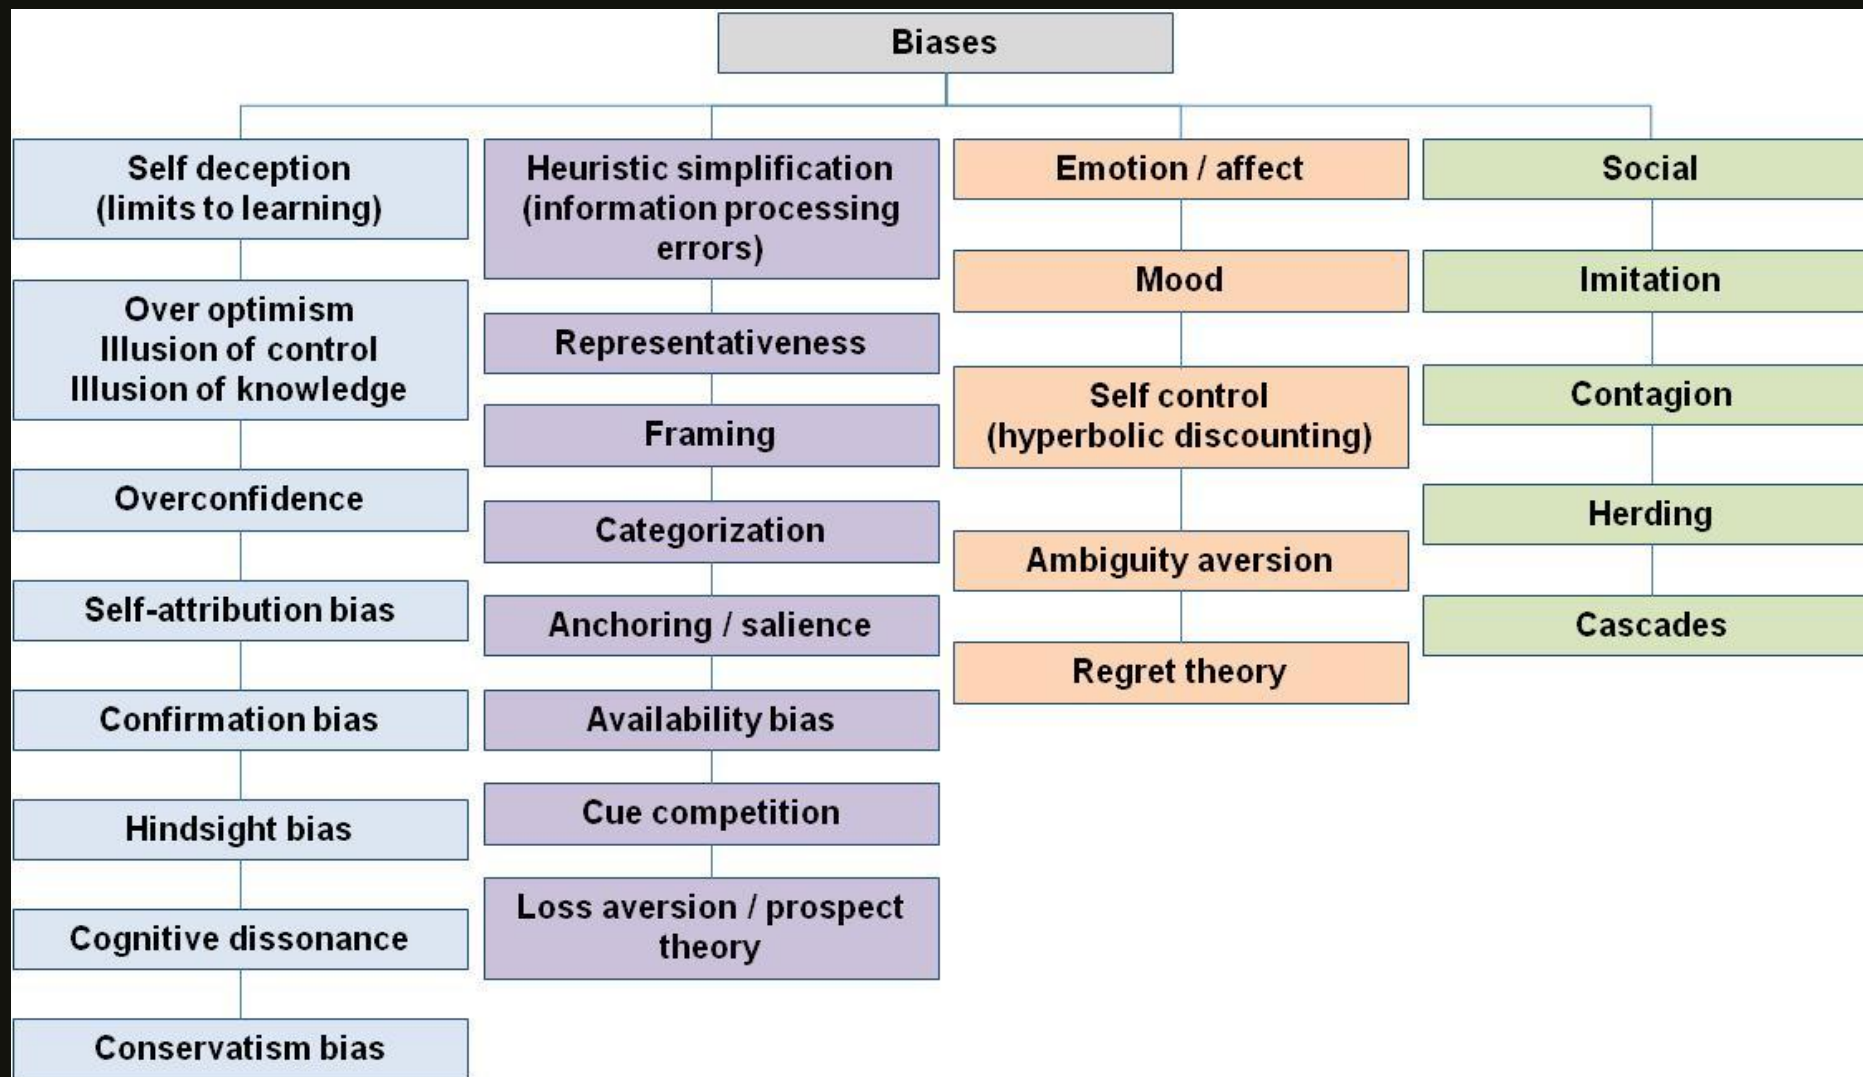 Biases
Self deception
(limits to learning)
Over optimism
Illusion of control
Illusion of knowledge
Overconfidence
Self-attribution bias
Confirmation bias
Hindsight bias
Cognitive dissonance
Conservatism bias
Heuristic simplification
(information processing
errors)
Representativeness
Framing
Categorization
Anchoring / salience
Availability bias
Cue competition
Loss aversion / prospect
theory
Emotion / affect
Mood
Self control
(hyperbolic discounting)
Ambiguity aversion
Regret theory
Social
Imitation
Contagion
Herding
Cascades